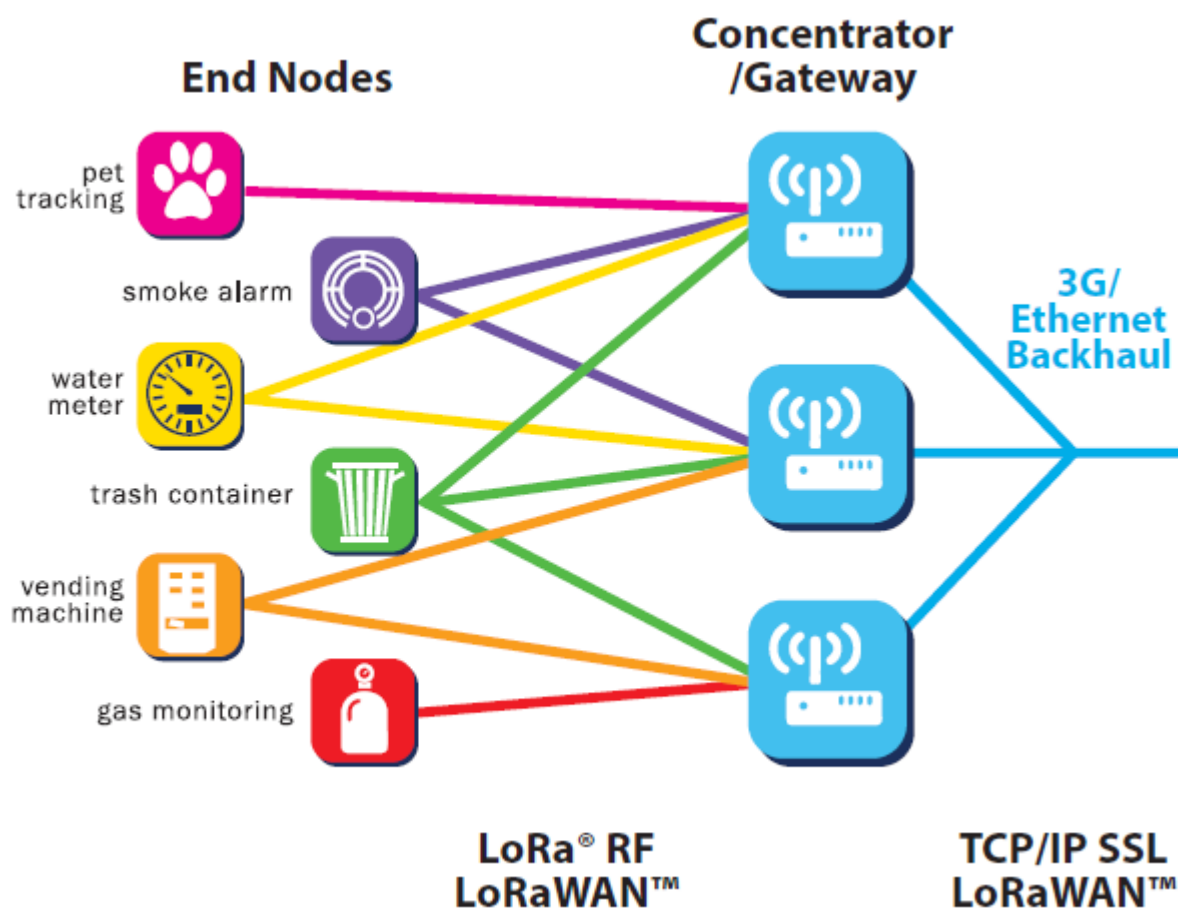 End Nodes
Concentrator
/Gateway
pet
tracking
smoke alarm
water
meter
trash container
vending
machine
gas monitoring
3G/
Ethernet
Backhaul
LoRa® RF
LoRaWAN™
TCP/IP SSL
LoRaWAN™